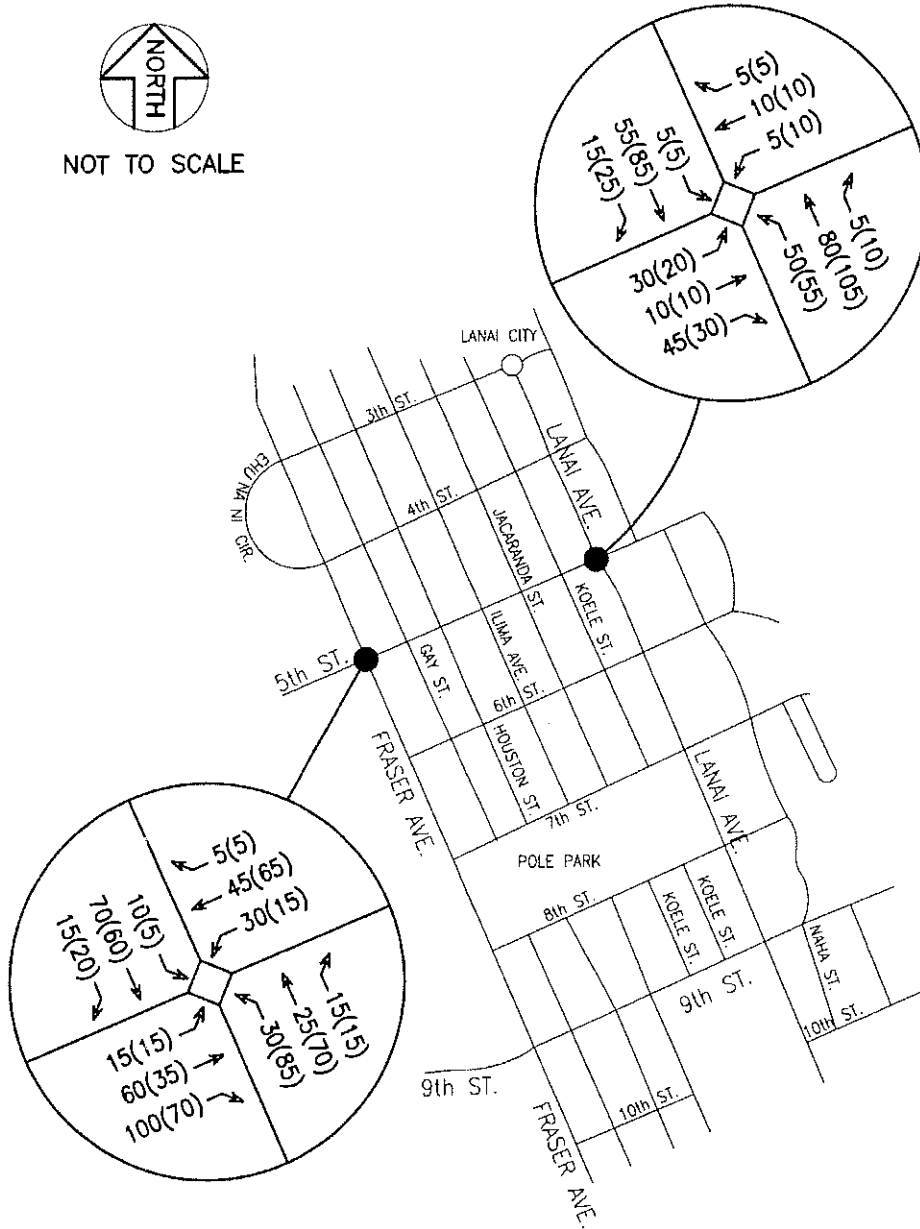 NORTH
NOT TO SCALE
5(5)
10(10)
5(10)
5(5)
55(85)
15(25)
5(10)
80(105)
50(55)
30(20)
10(10)
45(30)
LANAI CITY
3th ST.
EHU NA NI CIR.
4th ST.
LANAI AVE.
JACARANDA ST.
KOELE ST.
5th ST.
GAY ST.
ILIMA AVE.
6th ST.
HOUSTON ST.
FRASER AVE.
7th ST.
LANAI AVE.
POLE PARK
8th ST.
KOELE ST.
KOELE ST.
NAHA ST.
9th ST.
10th ST.
9th ST.
10th ST.
FRASER AVE.
5(5)
45(65)
30(15)
10(5)
70(60)
15(20)
15(15)
25(70)
30(85)
15(15)
60(35)
100(70)